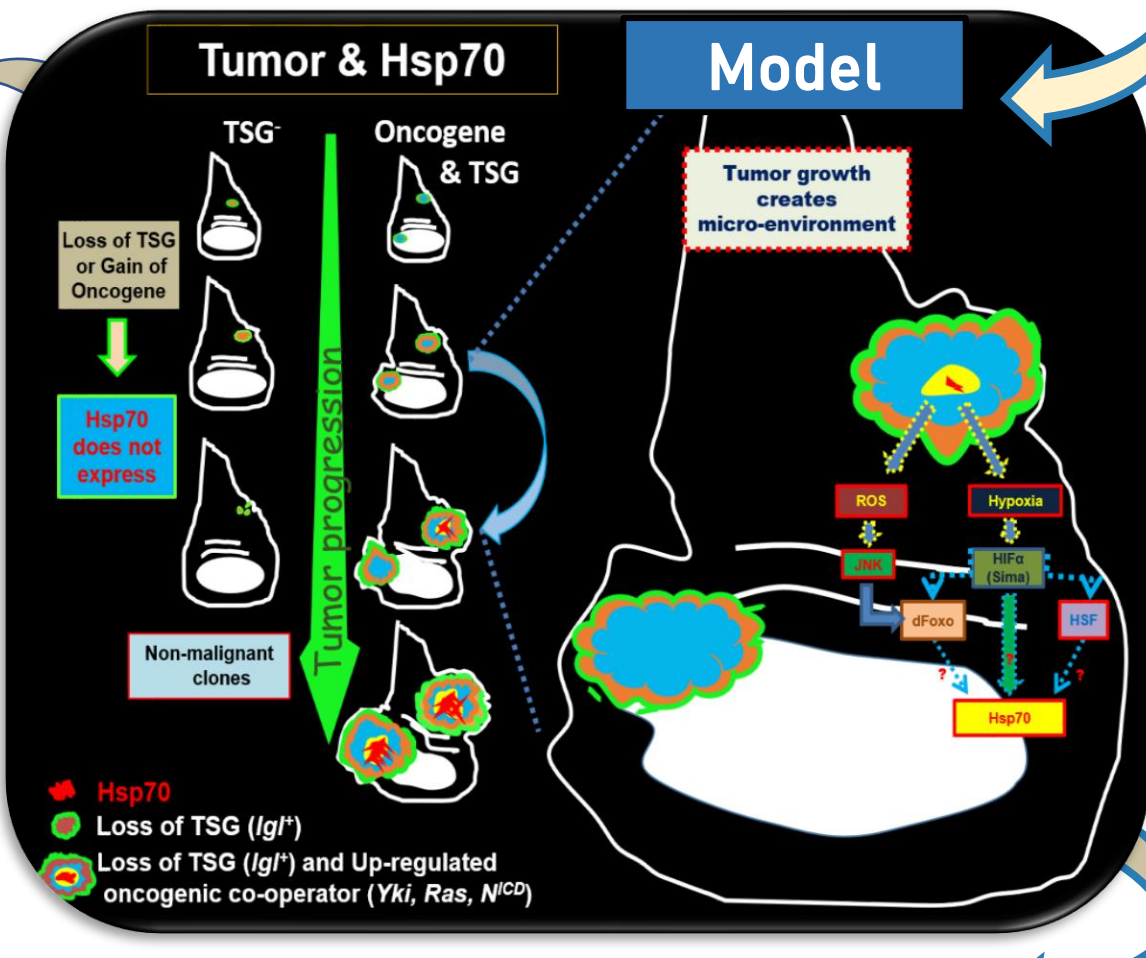 Tumor & Hsp70
Model
TSG⁻
Oncogene
& TSG
Loss of TSG
or Gain of
Oncogene
Hsp70
does not
express
Non-malignant
clones
Tumor progression
Hsp70
Loss of TSG (lgl⁺)
Loss of TSG (lgl⁺) and Up-regulated
oncogenic co-operator (Yki, Ras, Nᴵᶜᴰ)
Tumor growth
creates
micro-environment
ROS
Hypoxia
JNK
HIFα
(Sima)
dFoxo
HSF
?
?
?
Hsp70